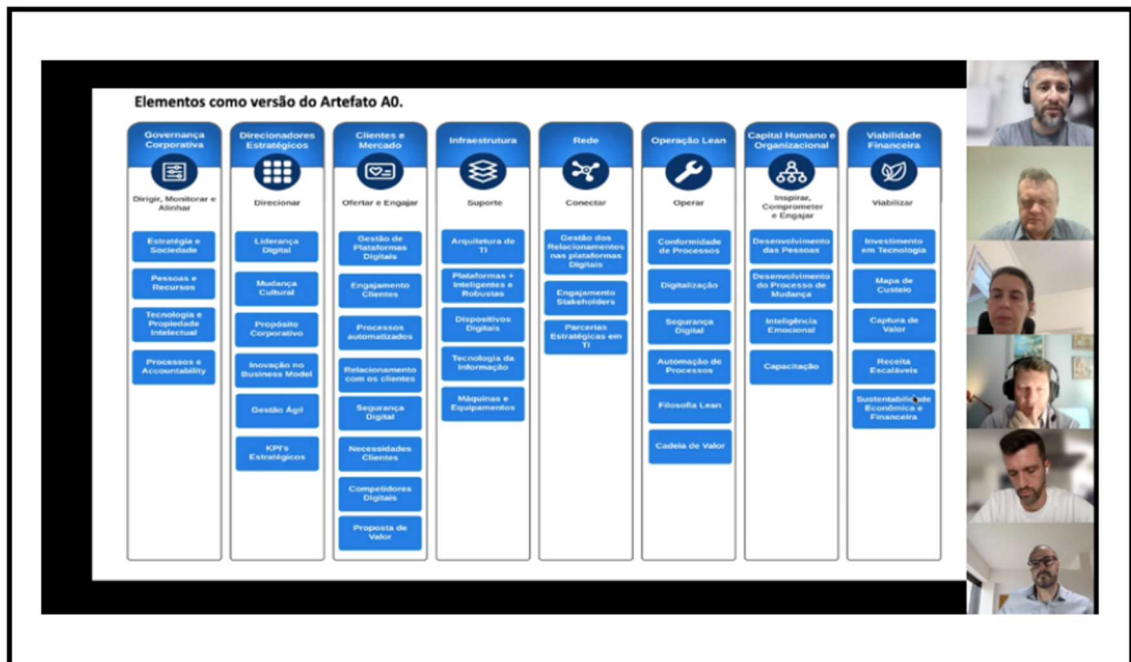 Elementos como versão do Artefato A0.
Governança
Corporativa
Dirigir, Monitorar e
Alinhar
Estratégia e
Sociedade
Pessoas e
Recursos
Tecnologia e
Propiedade
Intelectual
Processos e
Accountability
Direcionadores
Estratégicos
Direcionar
Liderança
Digital
Mudança
Cultural
Propósito
Corporativo
Inovação no
Business Model
Gestão Ágil
KPI's
Estratégicos
Clientes e
Mercado
Ofertar e Engajar
Gestão de
Plataformas
Digitais
Engajamento
Clientes
Processos
automatizados
Relacionamento
com os clientes
Segurança
Digital
Necessidades
Clientes
Competidores
Digitais
Proposta de
Valor
Infraestrutura
Suporte
Arquitetura de
TI
Plataformas +
Inteligentes e
Robustas
Dispositivos
Digitais
Tecnologia da
Informação
Máquinas e
Equipamentos
Rede
Conectar
Gestão dos
Relacionamentos
nas plataformas
Digitais
Engajamento
Stakeholders
Parcerias
Estratégicas em
TI
Operação Lean
Operar
Conformidade
de Processos
Digitalização
Segurança
Digital
Automação de
Processos
Filosofia Lean
Cadeia de Valor
Capital Humano e
Organizacional
Inspirar,
Comprometer
e Engajar
Desenvolvimento
das Pessoas
Desenvolvimento
do Processo de
Mudança
Inteligência
Emocional
Capacitação
Viabilidade
Financeira
Viabilizar
Investimento
em Tecnologia
Mapa de
Custeio
Captura de
Valor
Receita
Escaláveis
Sustentabilidade
Econômica e
Financeira